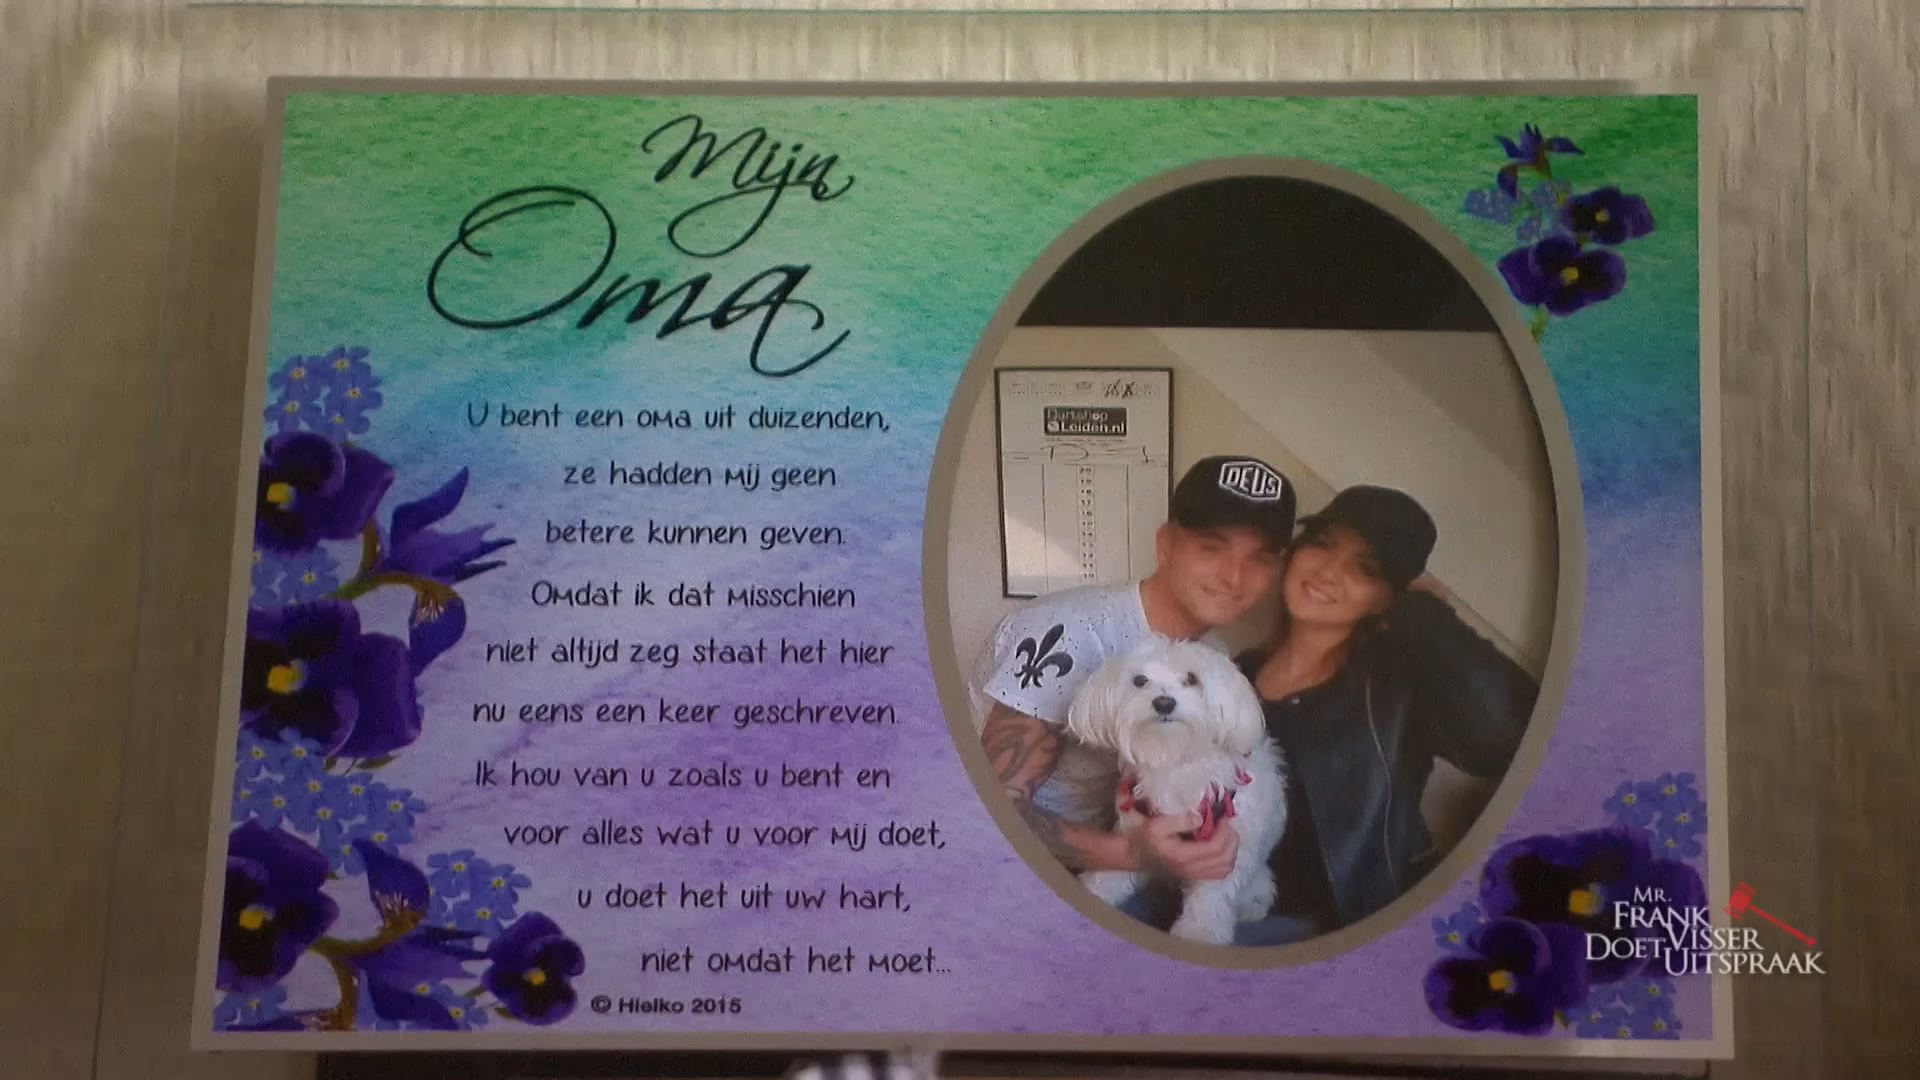 Mijn
Oma
U bent een oma uit duizenden,
ze hadden mij geen
betere kunnen geven.
Omdat ik dat misschien
niet altijd zeg staat het hier
nu eens een keer geschreven.
Ik hou van u zoals u bent en
voor alles wat u voor mij doet,
u doet het uit uw hart,
niet omdat het moet...
© Hielko 2015
Dartshop
Leiden.nl
DEUS
MR.
FRANK
VISSER
DOET
UITSPRAAK